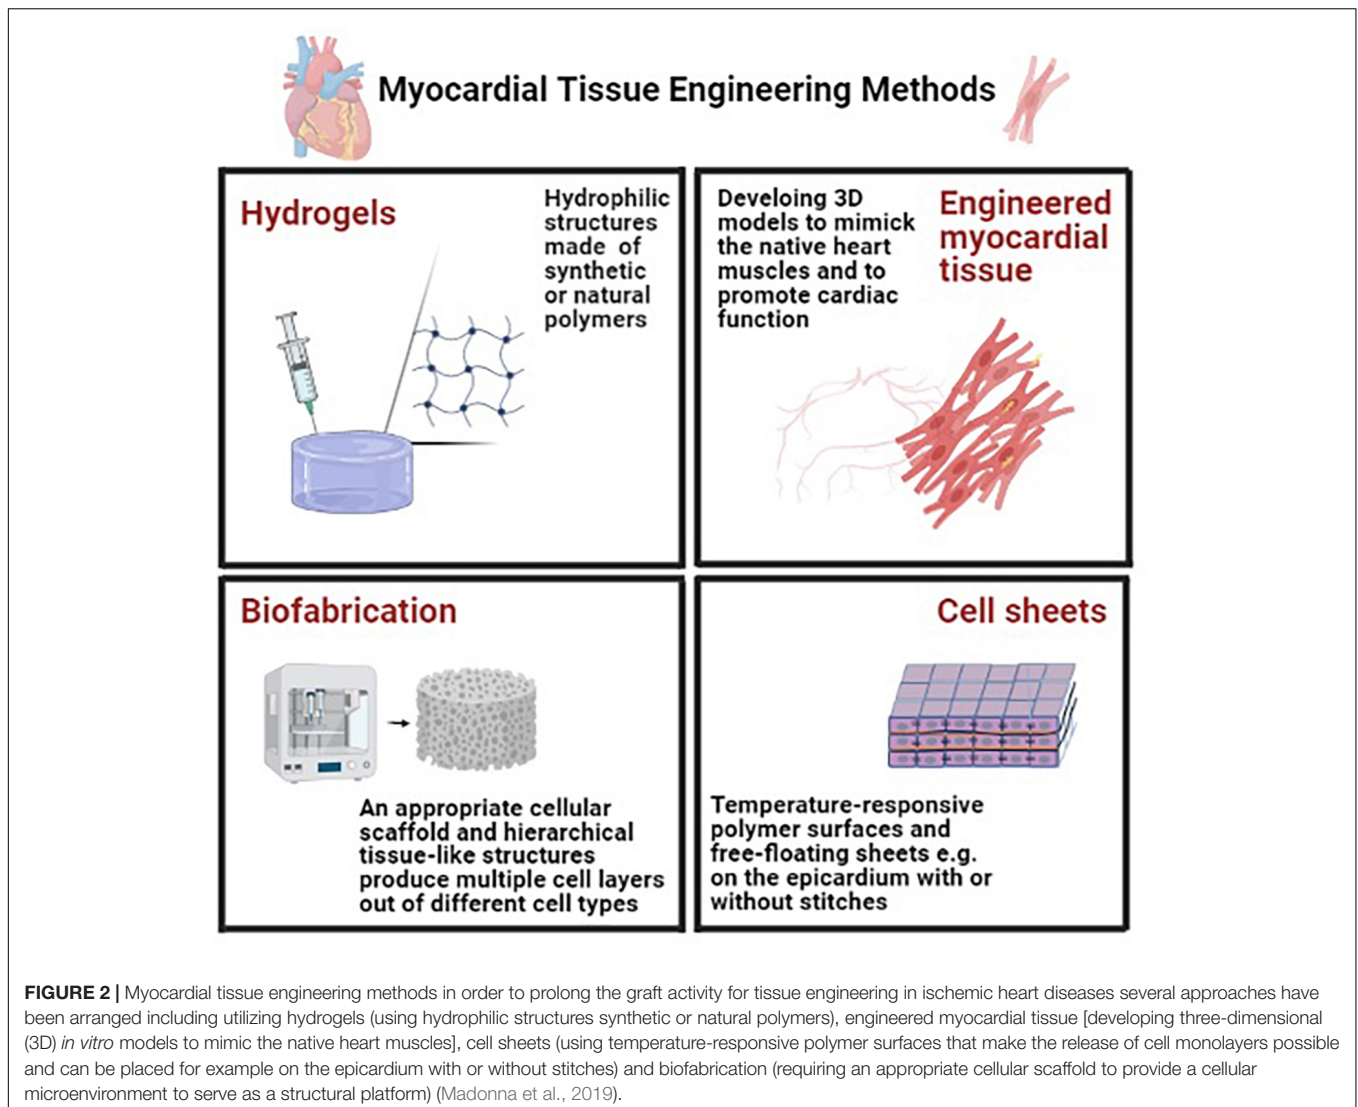 Myocardial Tissue Engineering Methods
Hydrogels
Hydrophilic
structures
made of
synthetic
or natural
polymers
Develoing 3D
models to mimick
the native heart
muscles and to
promote cardiac
function
Engineered
myocardial
tissue
Biofabrication
An appropriate cellular
scaffold and hierarchical
tissue-like structures
produce multiple cell layers
out of different cell types
Cell sheets
Temperature-responsive
polymer surfaces and
free-floating sheets e.g.
on the epicardium with or
without stitches
FIGURE 2 | Myocardial tissue engineering methods in order to prolong the graft activity for tissue engineering in ischemic heart diseases several approaches have
been arranged including utilizing hydrogels (using hydrophilic structures synthetic or natural polymers), engineered myocardial tissue [developing three-dimensional
(3D) in vitro models to mimic the native heart muscles], cell sheets (using temperature-responsive polymer surfaces that make the release of cell monolayers possible
and can be placed for example on the epicardium with or without stitches) and biofabrication (requiring an appropriate cellular scaffold to provide a cellular
microenvironment to serve as a structural platform) (Madonna et al., 2019).